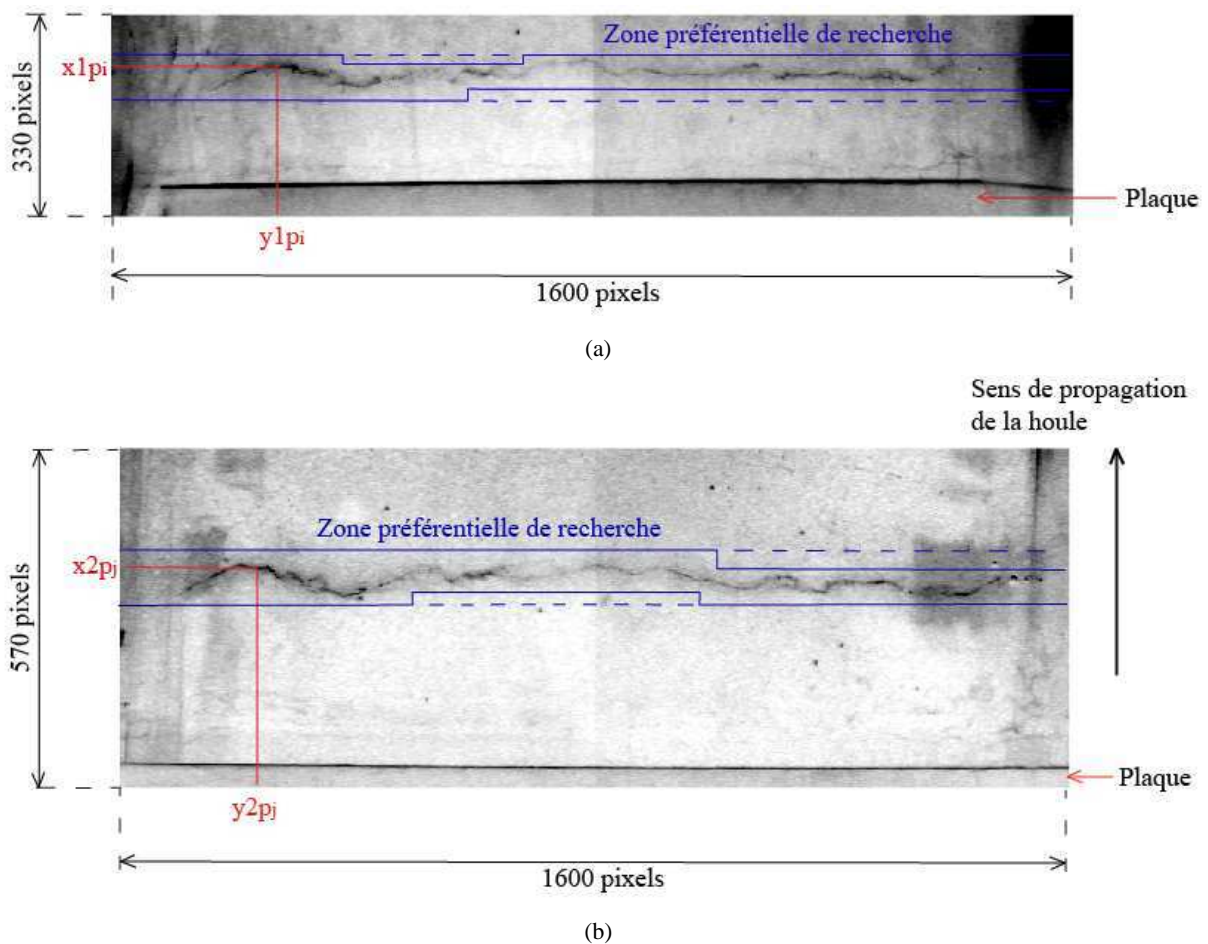 Zone préférentielle de recherche
x1pi
330 pixels
Plaque
y1pi
1600 pixels
(a)
Sens de propagation
de la houle
Zone préférentielle de recherche
x2pj
570 pixels
Plaque
y2pj
1600 pixels
(b)